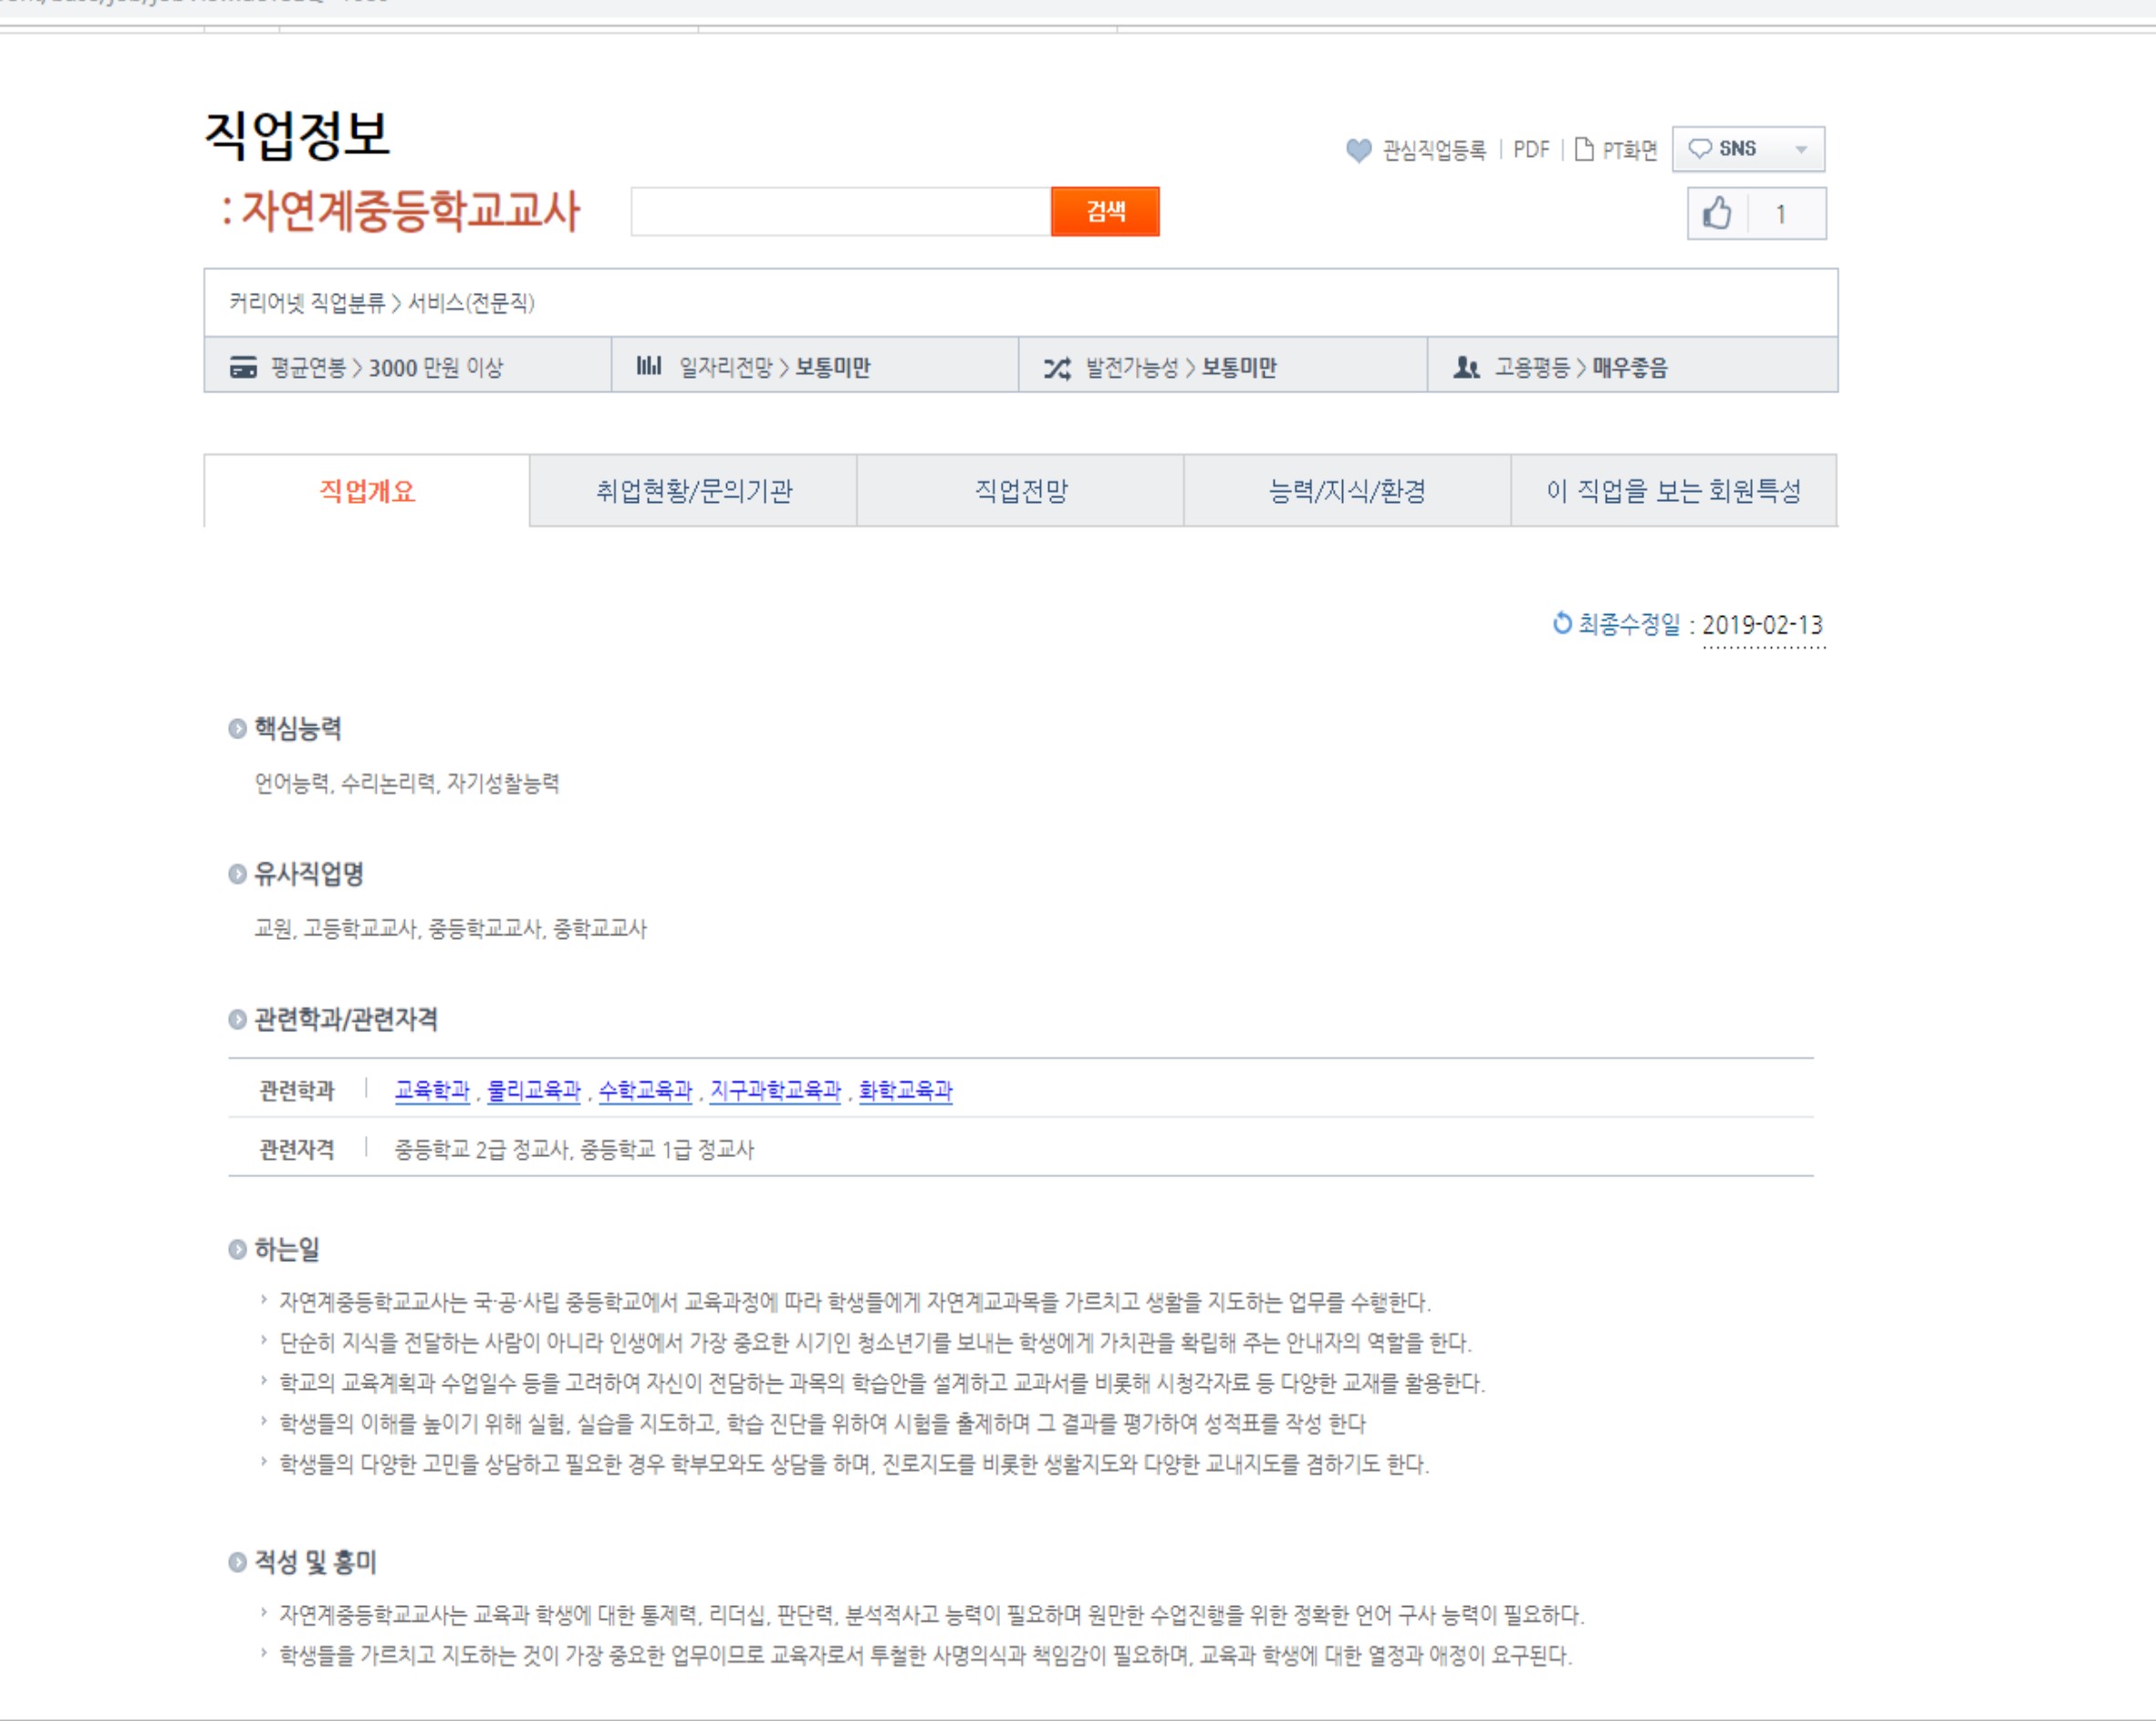 직업정보
관심직업등록 | PDF | PT화면 SNS
: 자연계중등학교교사 검색 1
커리어넷 직업분류 > 서비스(전문직)
평균연봉 > 3000 만원 이상 일자리전망 > 보통미만 발전가능성 > 보통미만 고용평등 > 매우좋음
직업개요 취업현황/문의기관 직업전망 능력/지식/환경 이 직업을 보는 회원특성
최종수정일 : 2019-02-13
핵심능력
언어능력, 수리논리력, 자기성찰능력
유사직업명
교원, 고등학교교사, 중등학교교사, 중학교교사
관련학과/관련자격
관련학과 | 교육학과 , 물리교육과 , 수학교육과 , 지구과학교육과 , 화학교육과
관련자격 | 중등학교 2급 정교사, 중등학교 1급 정교사
하는일
자연계중등학교교사는 국·공·사립 중등학교에서 교육과정에 따라 학생들에게 자연계교과목을 가르치고 생활을 지도하는 업무를 수행한다.
단순히 지식을 전달하는 사람이 아니라 인생에서 가장 중요한 시기인 청소년기를 보내는 학생에게 가치관을 확립해 주는 안내자의 역할을 한다.
학교의 교육계획과 수업일수 등을 고려하여 자신이 전담하는 과목의 학습안을 설계하고 교과서를 비롯해 시청각자료 등 다양한 교재를 활용한다.
학생들의 이해를 높이기 위해 실험, 실습을 지도하고, 학습 진단을 위하여 시험을 출제하며 그 결과를 평가하여 성적표를 작성 한다
학생들의 다양한 고민을 상담하고 필요한 경우 학부모와도 상담을 하며, 진로지도를 비롯한 생활지도와 다양한 교내지도를 겸하기도 한다.
적성 및 흥미
자연계중등학교교사는 교육과 학생에 대한 통제력, 리더십, 판단력, 분석적사고 능력이 필요하며 원만한 수업진행을 위한 정확한 언어 구사 능력이 필요하다.
학생들을 가르치고 지도하는 것이 가장 중요한 업무이므로 교육자로서 투철한 사명의식과 책임감이 필요하며, 교육과 학생에 대한 열정과 애정이 요구된다.